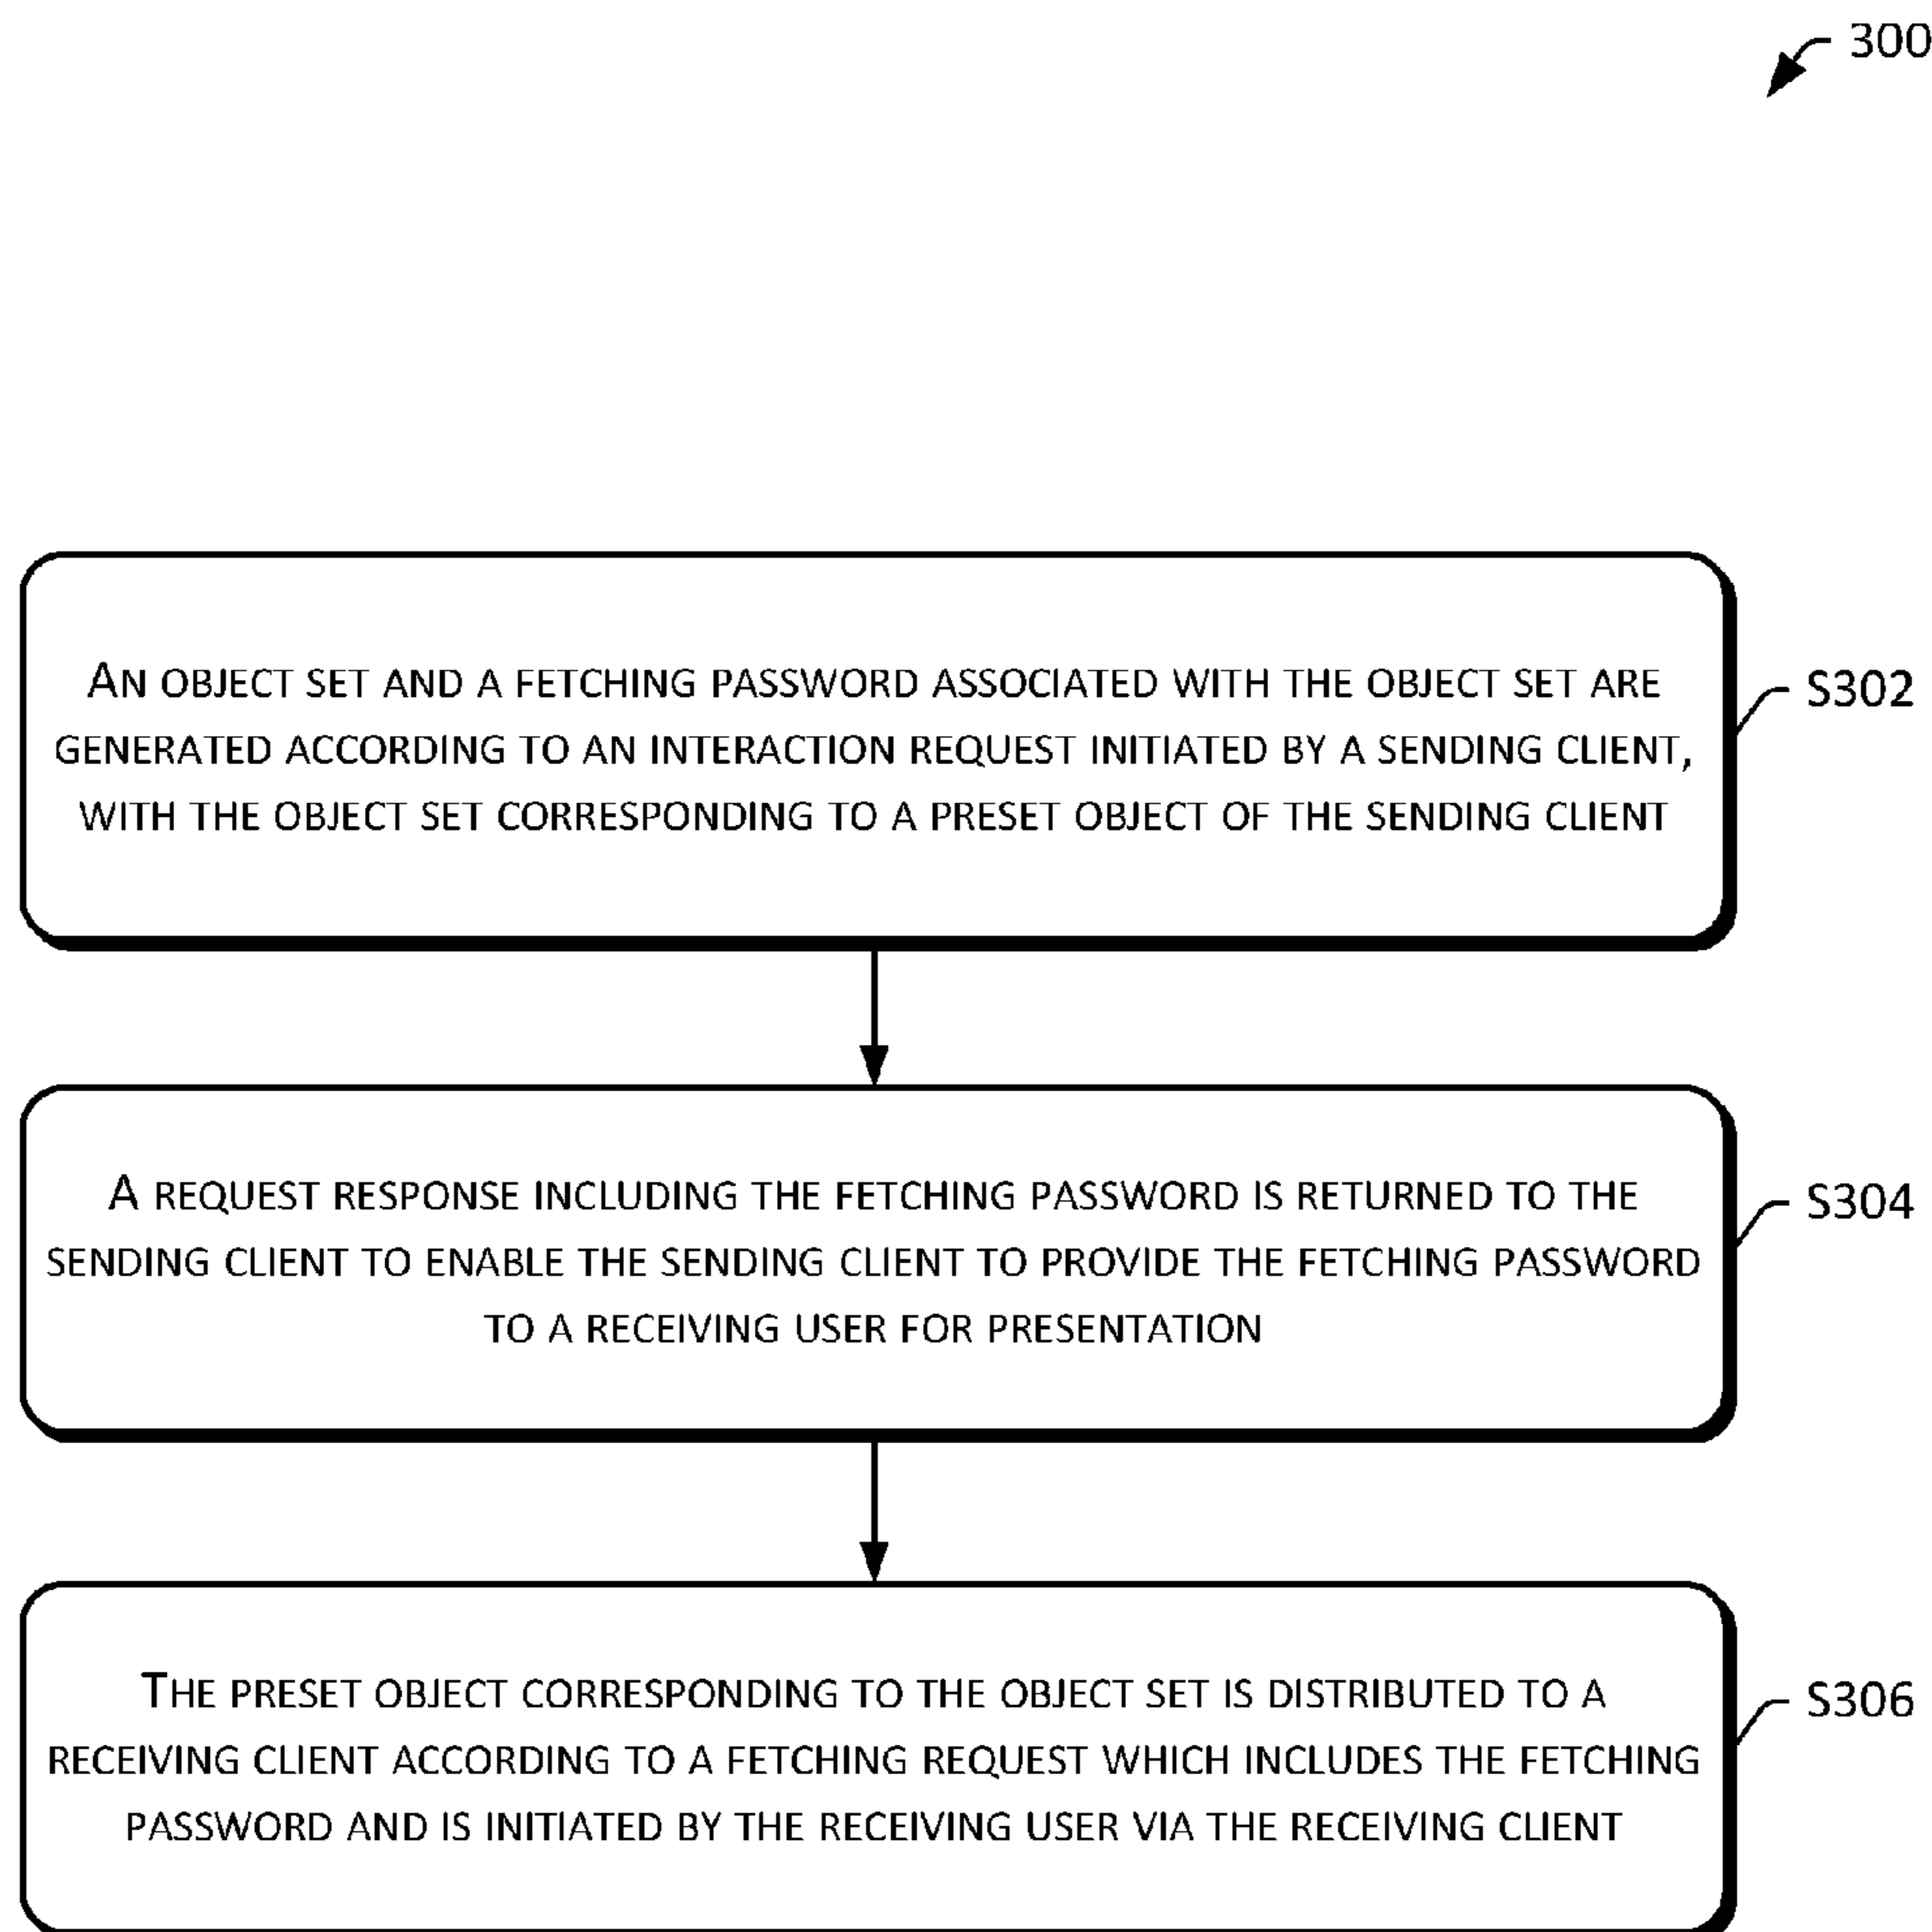 300
An object set and a fetching password associated with the object set are
generated according to an interaction request initiated by a sending client,
with the object set corresponding to a preset object of the sending client
S302
A request response including the fetching password is returned to the
sending client to enable the sending client to provide the fetching password
to a receiving user for presentation
S304
The preset object corresponding to the object set is distributed to a
receiving client according to a fetching request which includes the fetching
password and is initiated by the receiving user via the receiving client
S306